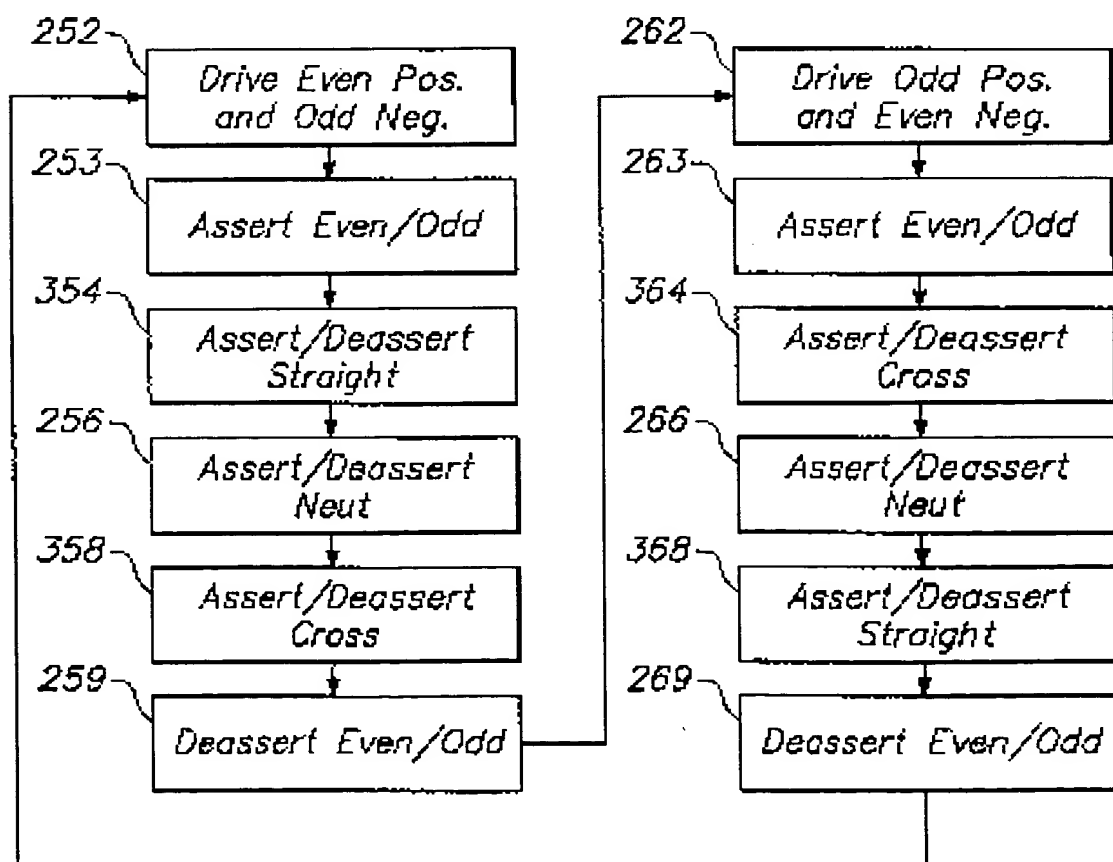 252
Drive Even Pos.
and Odd Neg.
253
Assert Even/Odd
354
Assert/Deassert
Straight
256
Assert/Deassert
Neut
358
Assert/Deassert
Cross
259
Deassert Even/Odd
262
Drive Odd Pos.
and Even Neg.
263
Assert Even/Odd
364
Assert/Deassert
Cross
266
Assert/Deassert
Neut
368
Assert/Deassert
Straight
269
Deassert Even/Odd